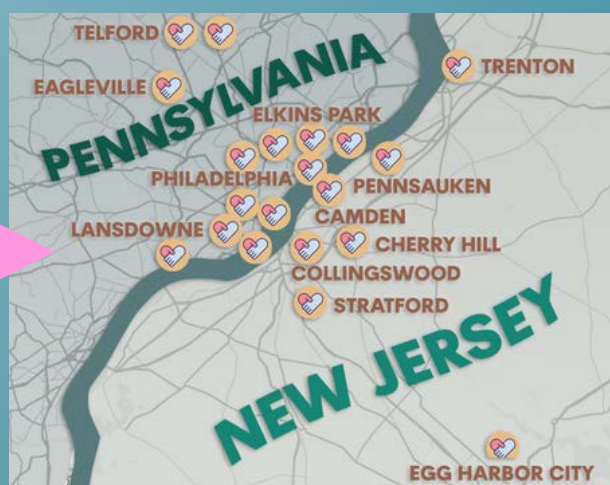 TELFORD
EAGLEVILLE
PENNSYLVANIA
TRENTON
ELKINS PARK
PHILADELPHIA
PENNSAUKEN
CAMDEN
LANSDOWNE
CHERRY HILL
COLLINGSWOOD
STRATFORD
NEW JERSEY
EGG HARBOR CITY